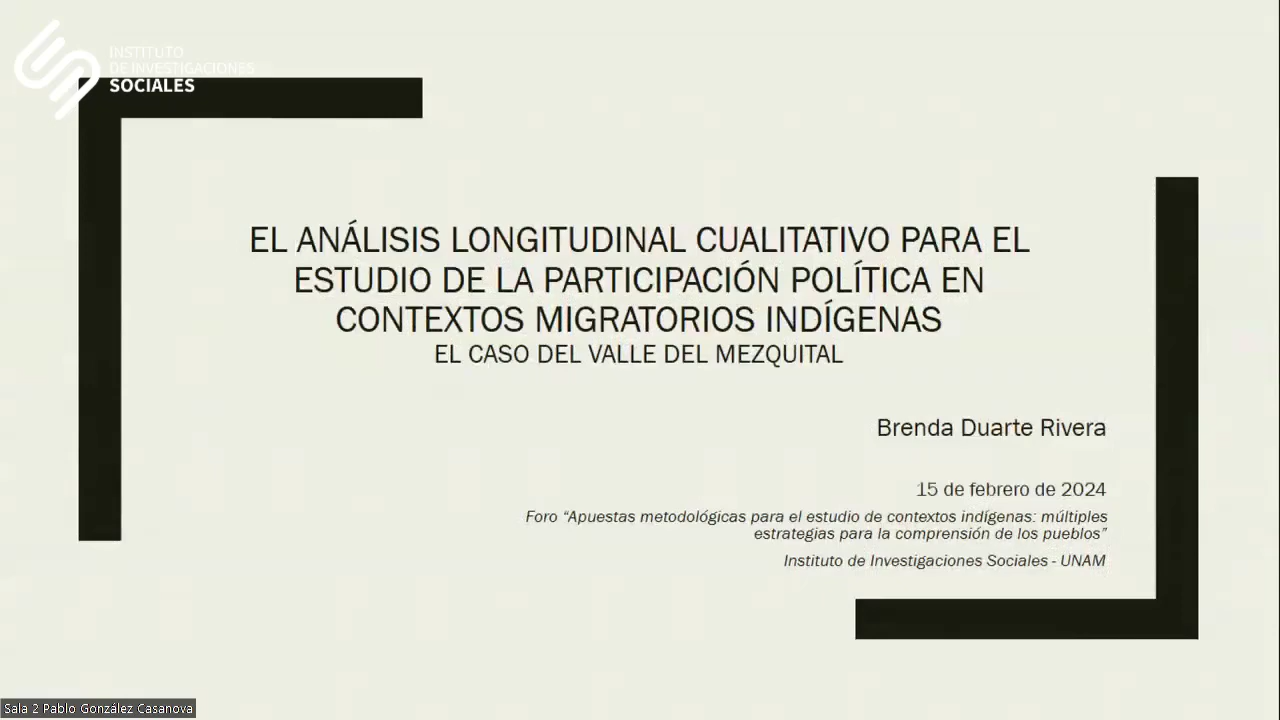 INSTITUTO
DE INVESTIGACIONES
SOCIALES
EL ANÁLISIS LONGITUDINAL CUALITATIVO PARA EL
ESTUDIO DE LA PARTICIPACIÓN POLÍTICA EN
CONTEXTOS MIGRATORIOS INDÍGENAS
EL CASO DEL VALLE DEL MEZQUITAL
Brenda Duarte Rivera
15 de febrero de 2024
Foro “Apuestas metodológicas para el estudio de contextos indígenas: múltiples
estrategias para la comprensión de los pueblos”
Instituto de Investigaciones Sociales - UNAM
Sala 2 Pablo González Casanova